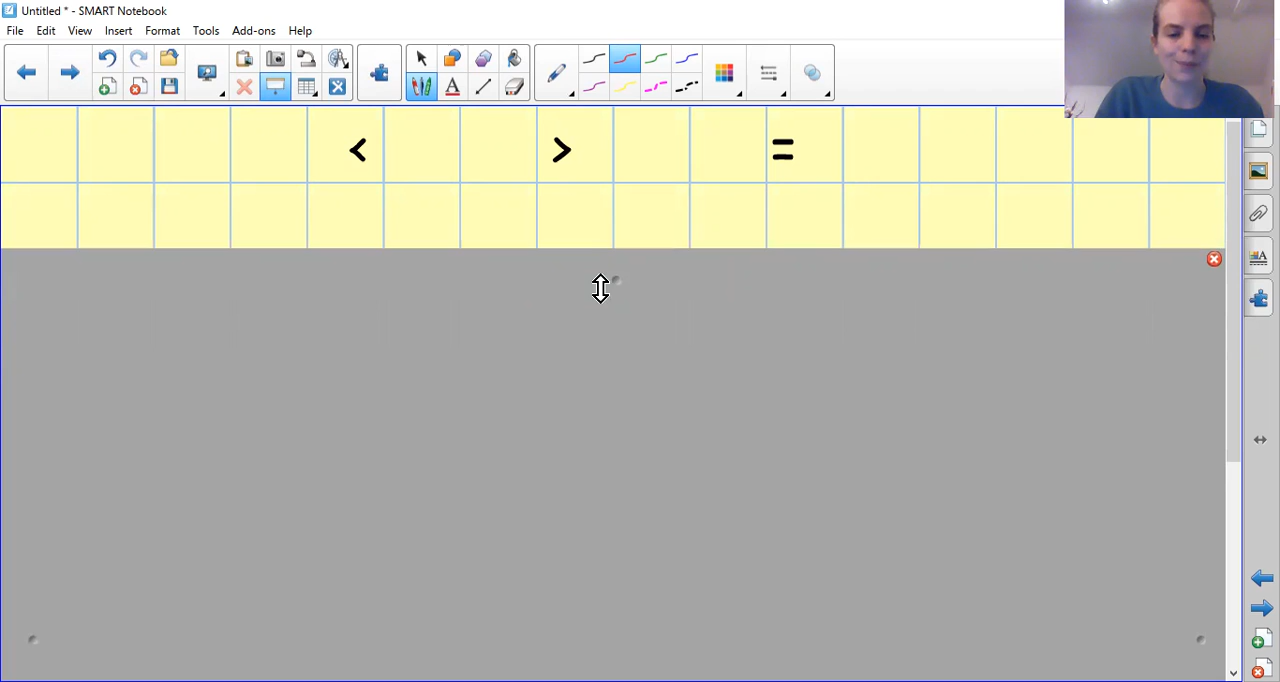 Untitled * - SMART Notebook
File Edit View Insert Format Tools Add-ons Help
< > =